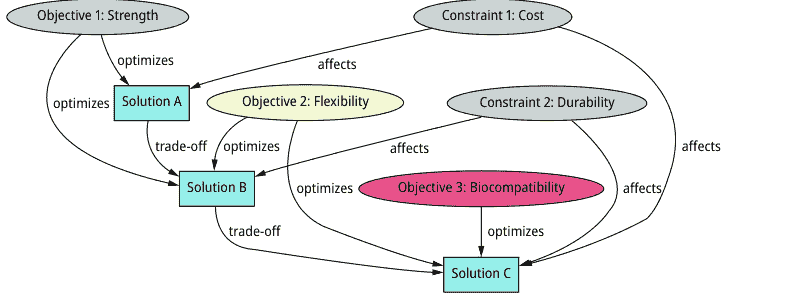 Objective 1: Strength
Constraint 1: Cost
optimizes
affects
optimizes
Solution A
Objective 2: Flexibility
Constraint 2: Durability
trade-off
optimizes
affects
affects
Solution B
Objective 3: Biocompatibility
optimizes
affects
trade-off
optimizes
Solution C